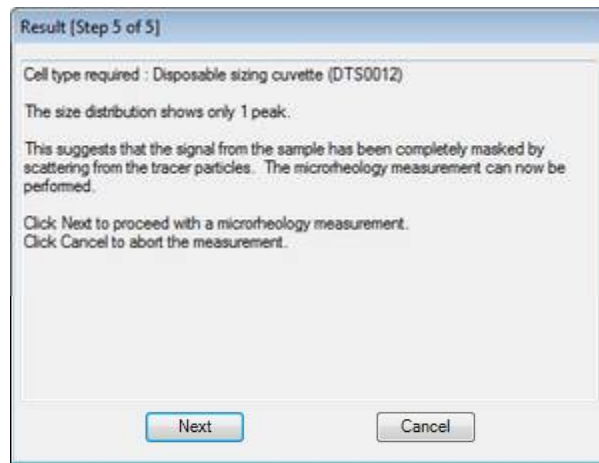 Result [Step 5 of 5]
Cell type required : Disposable sizing cuvette (DTS0012)
The size distribution shows only 1 peak.
This suggests that the signal from the sample has been completely masked by
scattering from the tracer particles. The microrheology measurement can now be
performed.
Click Next to proceed with a microrheology measurement.
Click Cancel to abort the measurement.
Next
Cancel